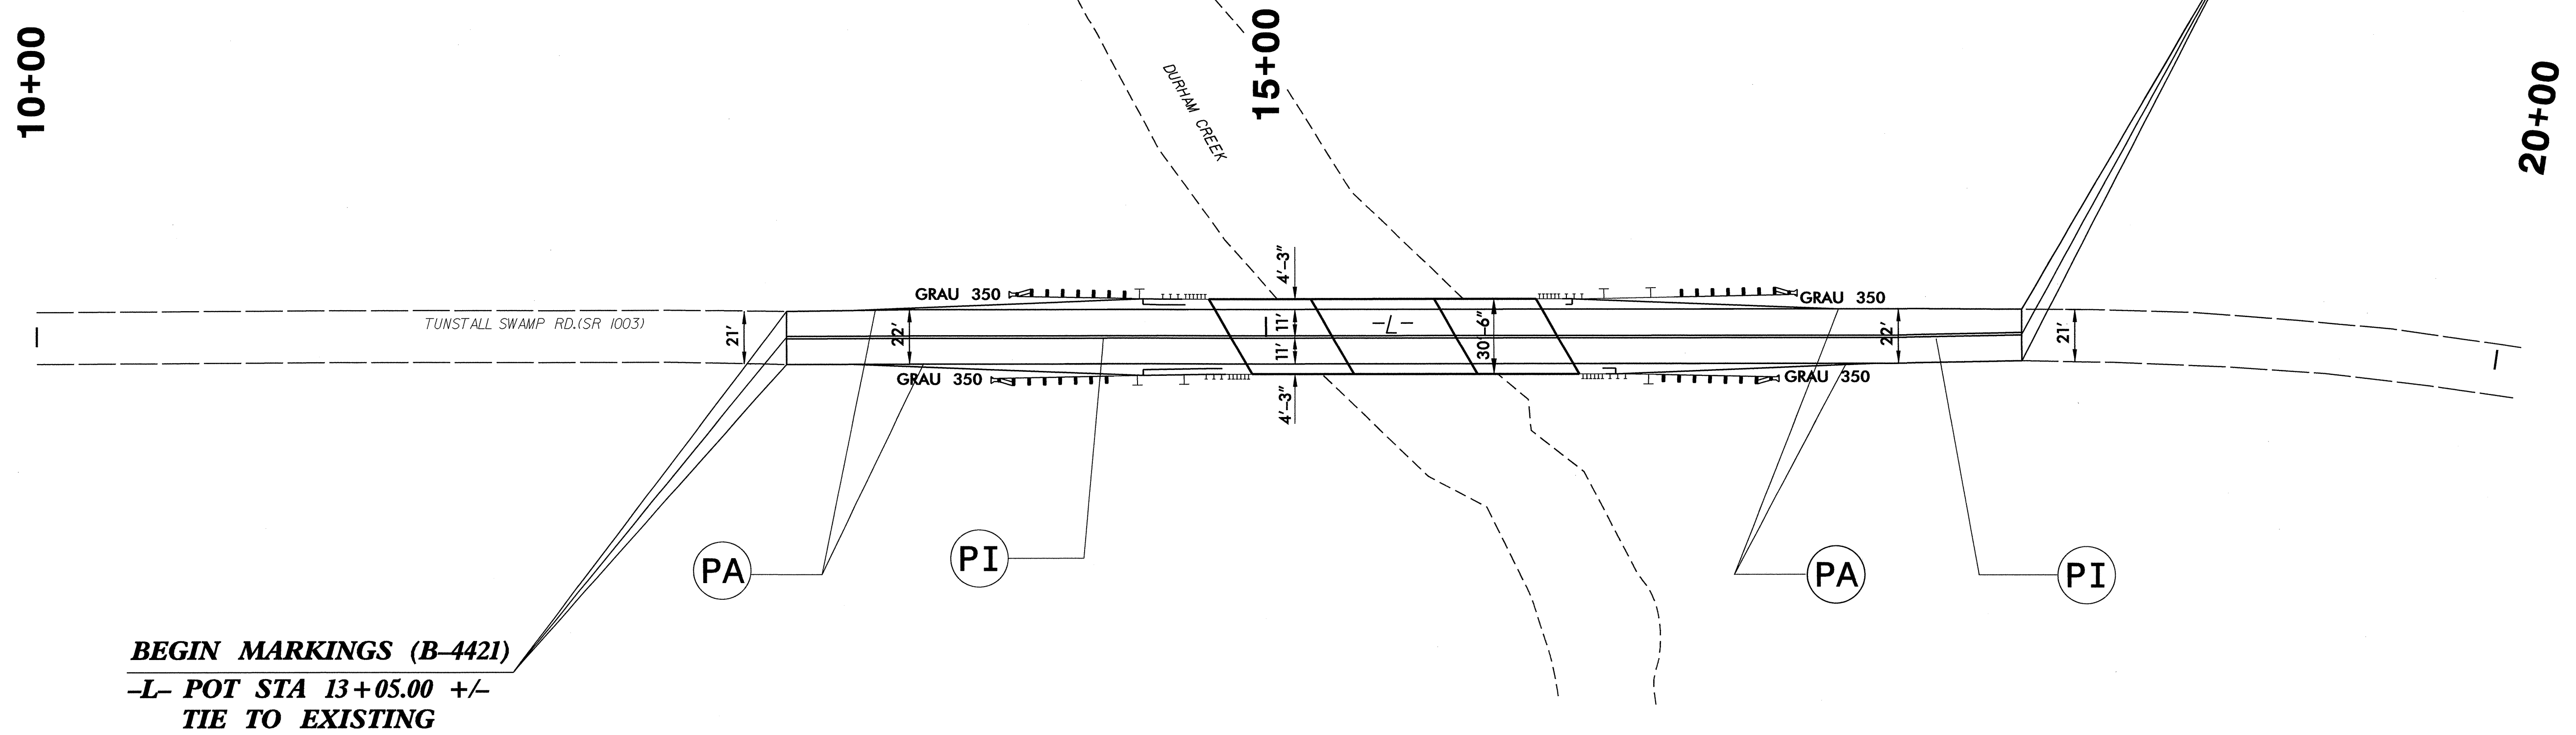 10+00
15+00
20+00
DURHAM CREEK
TUNSTALL SWAMP RD.(SR 1003)
GRAU 350
GRAU 350
GRAU 350
GRAU 350
21'
22'
4'-3"
11'
11'
4'-3"
-L-
30'-6"
22'
21'
PA
PI
PA
PI
BEGIN MARKINGS (B-4421)
-L- POT STA 13+05.00 +/-
TIE TO EXISTING